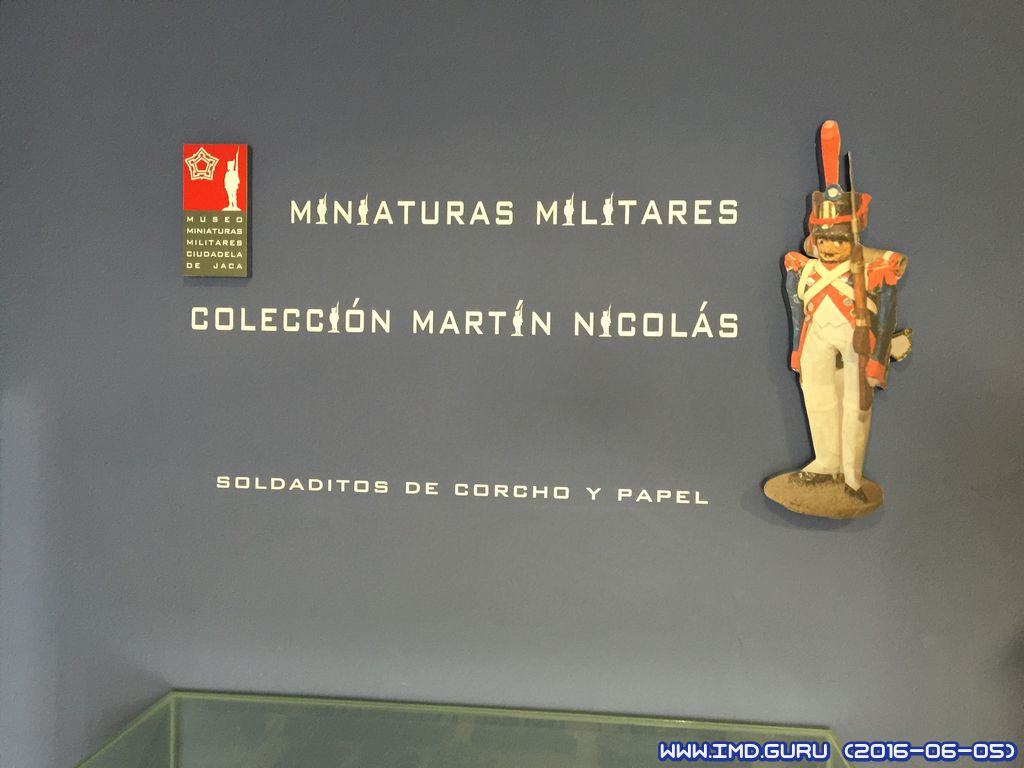 MUSEO
MINIATURAS
MILITARES
CIUDADELA
DE JACA
MINIATURAS MILITARES
COLECCIÓN MARTÍN NICOLÁS
SOLDADITOS DE CORCHO Y PAPEL
WWW.IMD.GURU (2016-06-05)